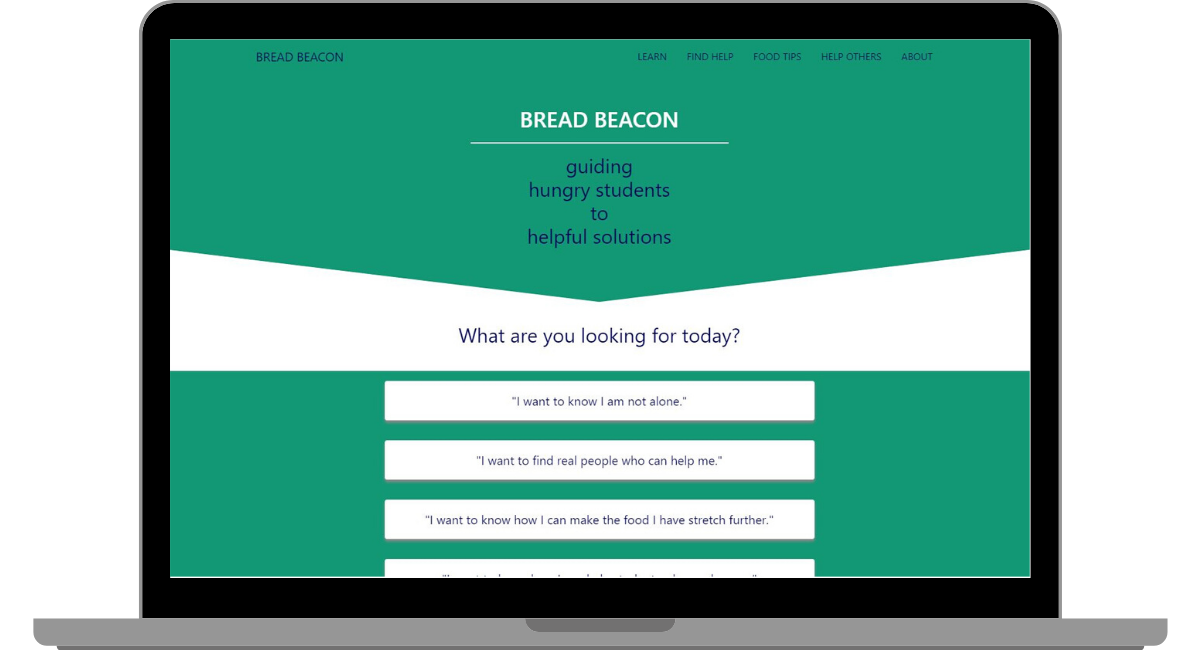 BREAD BEACON
LEARN FIND HELP FOOD TIPS HELP OTHERS ABOUT
BREAD BEACON
guiding
hungry students
to
helpful solutions
What are you looking for today?
"I want to know I am not alone."
"I want to find real people who can help me."
"I want to know how I can make the food I have stretch further."